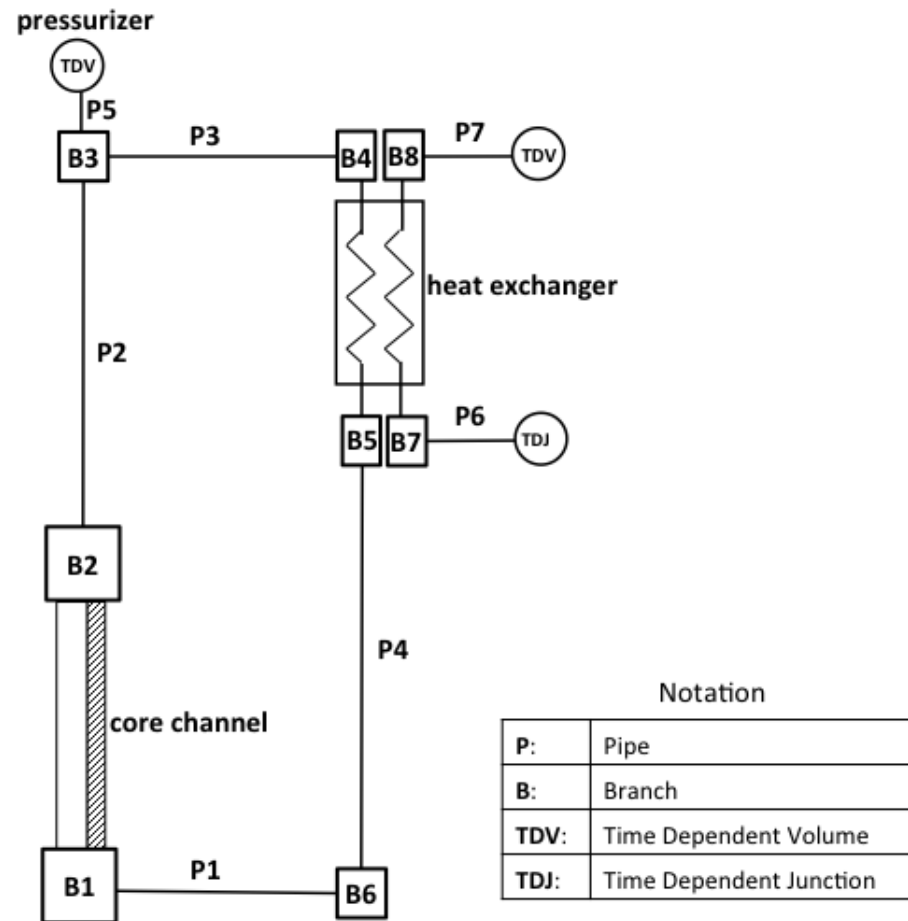 pressurizer
TDV
P5
B3
P3
B4
B8
P7
TDV
heat exchanger
P2
B5
B7
P6
TDJ
B2
P4
core channel
B1
P1
B6
Notation
P: Pipe
B: Branch
TDV: Time Dependent Volume
TDJ: Time Dependent Junction